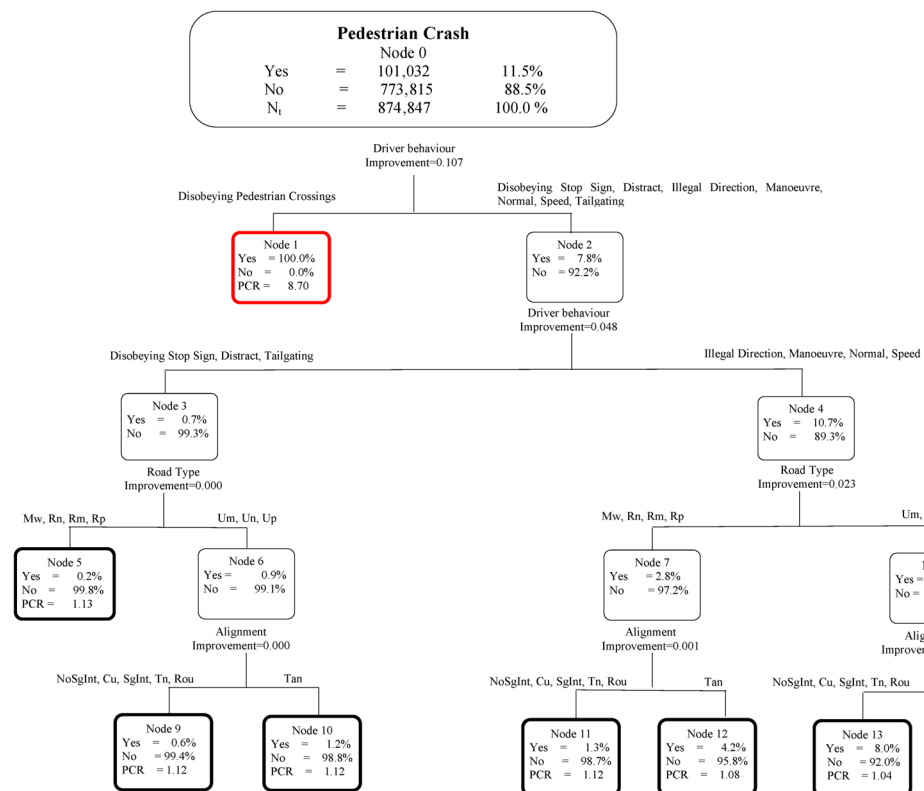 Pedestrian Crash
Node 0
Yes = 101,032 11.5%
No = 773,815 88.5%
Nt = 874,847 100.0 %
Driver behaviour
Improvement=0.107
Disobeying Pedestrian Crossings
Disobeying Stop Sign, Distract, Illegal Direction, Manoeuvre,
Normal, Speed, Tailgating
Node 1
Yes = 100.0%
No = 0.0%
PCR = 8.70
Node 2
Yes = 7.8%
No = 92.2%
Driver behaviour
Improvement=0.048
Disobeying Stop Sign, Distract, Tailgating
Illegal Direction, Manoeuvre, Normal, Speed
Node 3
Yes = 0.7%
No = 99.3%
Node 4
Yes = 10.7%
No = 89.3%
Road Type
Improvement=0.000
Road Type
Improvement=0.023
Mw, Rn, Rm, Rp
Um, Un, Up
Mw, Rn, Rm, Rp
Um,
Node 5
Yes = 0.2%
No = 99.8%
PCR = 1.13
Node 6
Yes = 0.9%
No = 99.1%
Node 7
Yes = 2.8%
No = 97.2%
Yes =
No =
Alignment
Improvement=0.000
Alignment
Improvement=0.001
NoSgInt, Cu, SgInt, Tn, Rou
Tan
NoSgInt, Cu, SgInt, Tn, Rou
Tan
NoSgInt, Cu, SgInt, Tn, Rou
Node 9
Yes = 0.6%
No = 99.4%
PCR = 1.12
Node 10
Yes = 1.2%
No = 98.8%
PCR = 1.12
Node 11
Yes = 1.3%
No = 98.7%
PCR = 1.12
Node 12
Yes = 4.2%
No = 95.8%
PCR = 1.08
Node 13
Yes = 8.0%
No = 92.0%
PCR = 1.04